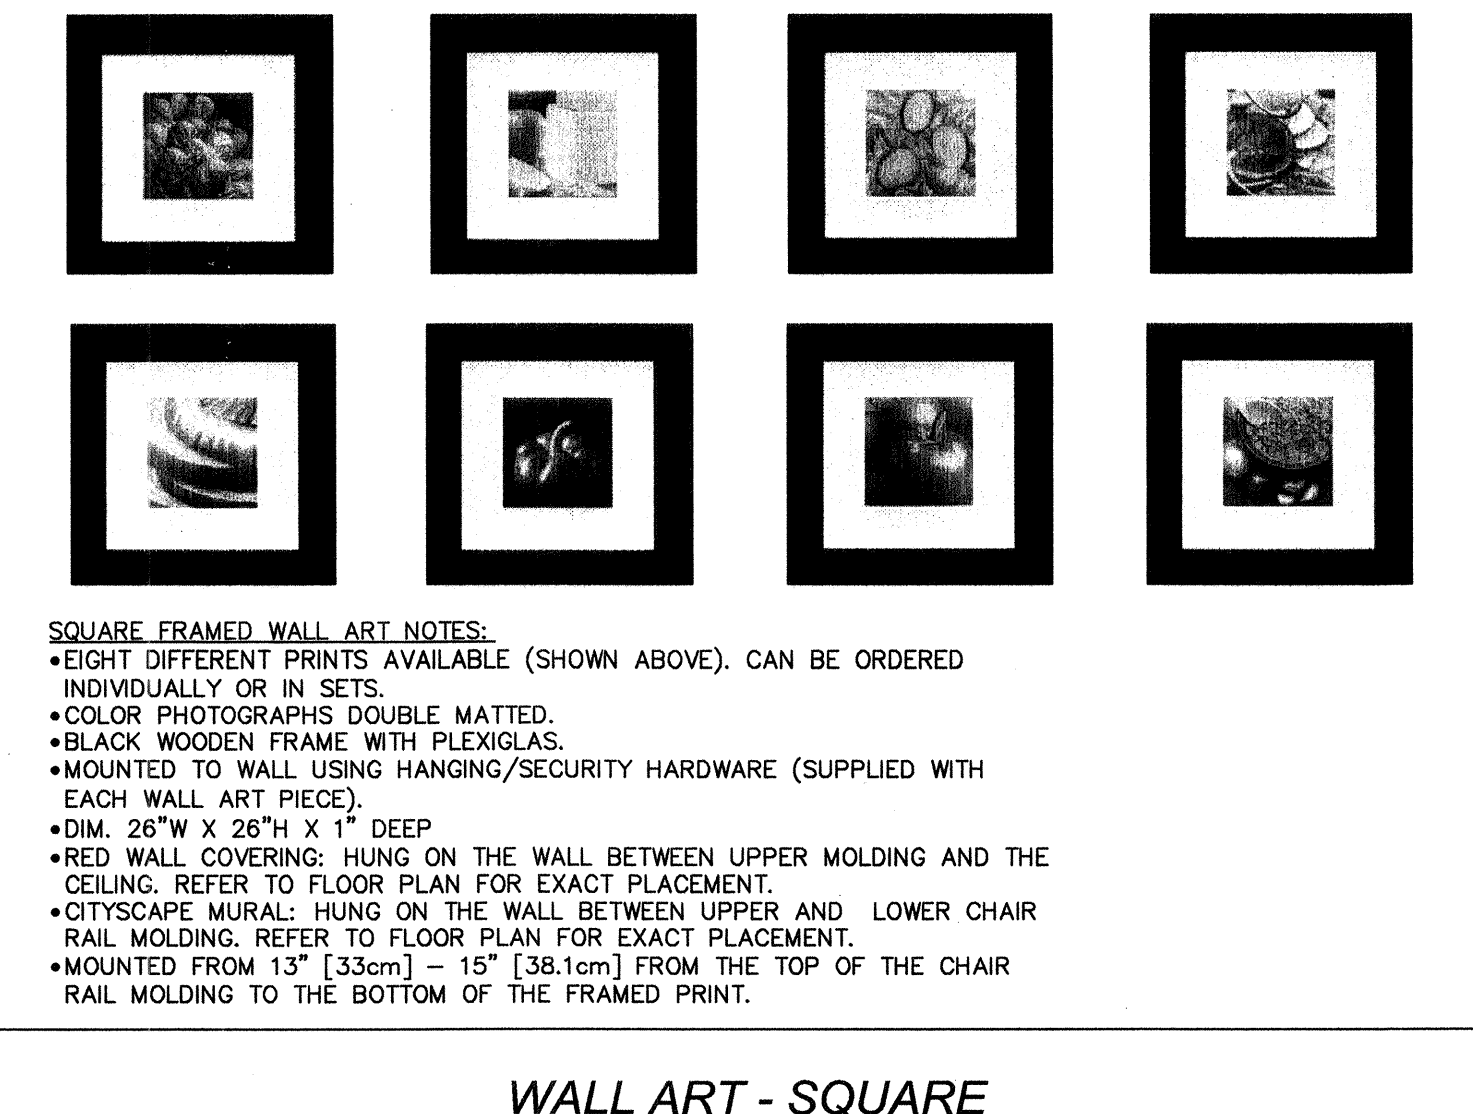 SQUARE FRAMED WALL ART NOTES:
•EIGHT DIFFERENT PRINTS AVAILABLE (SHOWN ABOVE). CAN BE ORDERED
INDIVIDUALLY OR IN SETS.
•COLOR PHOTOGRAPHS DOUBLE MATTED.
•BLACK WOODEN FRAME WITH PLEXIGLAS.
•MOUNTED TO WALL USING HANGING/SECURITY HARDWARE (SUPPLIED WITH
EACH WALL ART PIECE).
•DIM. 26"W X 26"H X 1" DEEP
•RED WALL COVERING: HUNG ON THE WALL BETWEEN UPPER MOLDING AND THE
CEILING. REFER TO FLOOR PLAN FOR EXACT PLACEMENT.
•CITYSCAPE MURAL: HUNG ON THE WALL BETWEEN UPPER AND LOWER CHAIR
RAIL MOLDING. REFER TO FLOOR PLAN FOR EXACT PLACEMENT.
•MOUNTED FROM 13" [33cm] – 15" [38.1cm] FROM THE TOP OF THE CHAIR
RAIL MOLDING TO THE BOTTOM OF THE FRAMED PRINT.
WALL ART - SQUARE